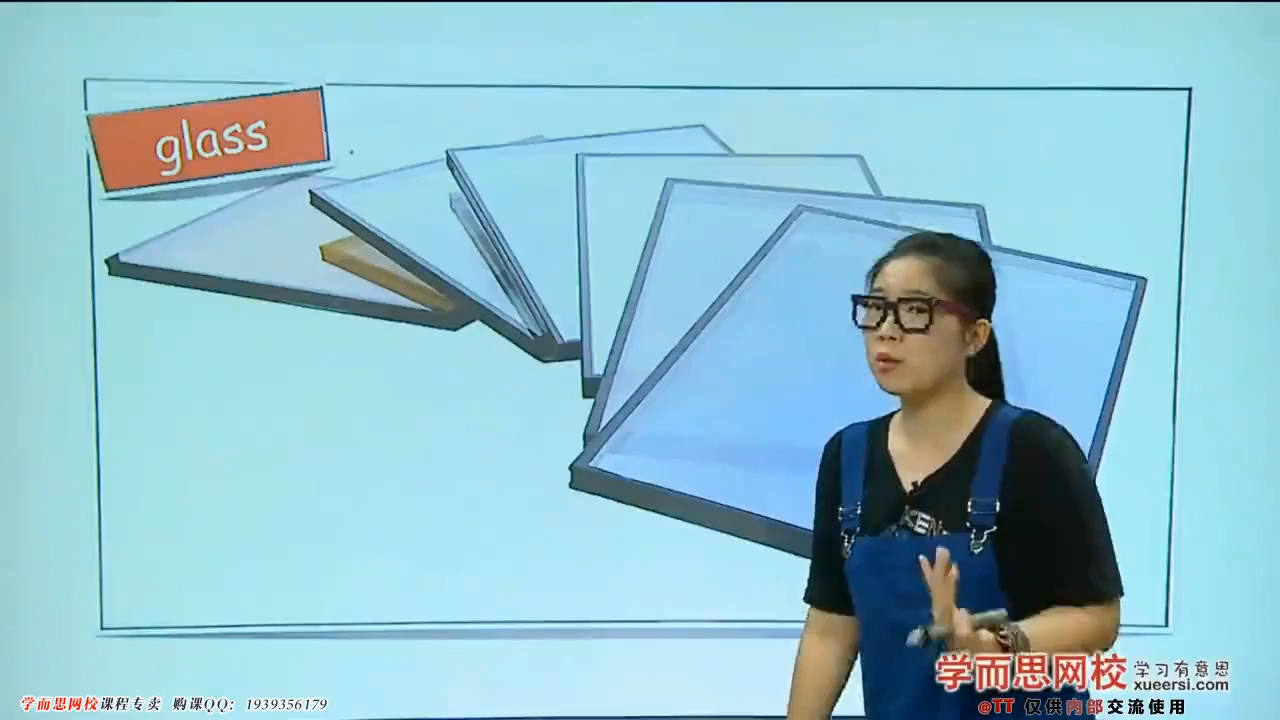 glass
KEN
学而思网校 学习有意思
xueersi.com
学而思网校课程专卖 购课QQ：1939356179
@TT 仅供内部交流使用